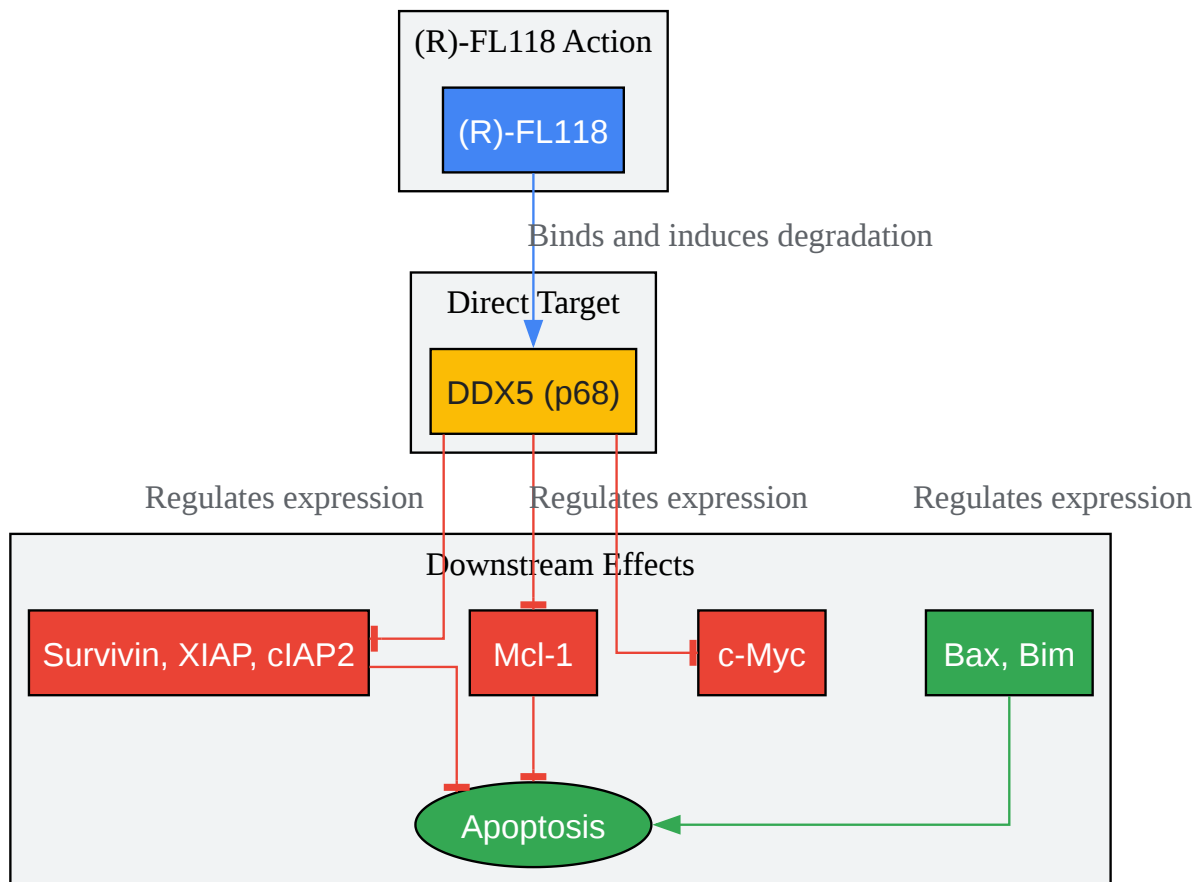 (R)-FL118 Action
(R)-FL118
Binds and induces degradation
Direct Target
DDX5 (p68)
Regulates expression
Regulates expression
Regulates expression
Downstream Effects
Survivin, XIAP, cIAP2
Mcl-1
c-Myc
Bax, Bim
Apoptosis